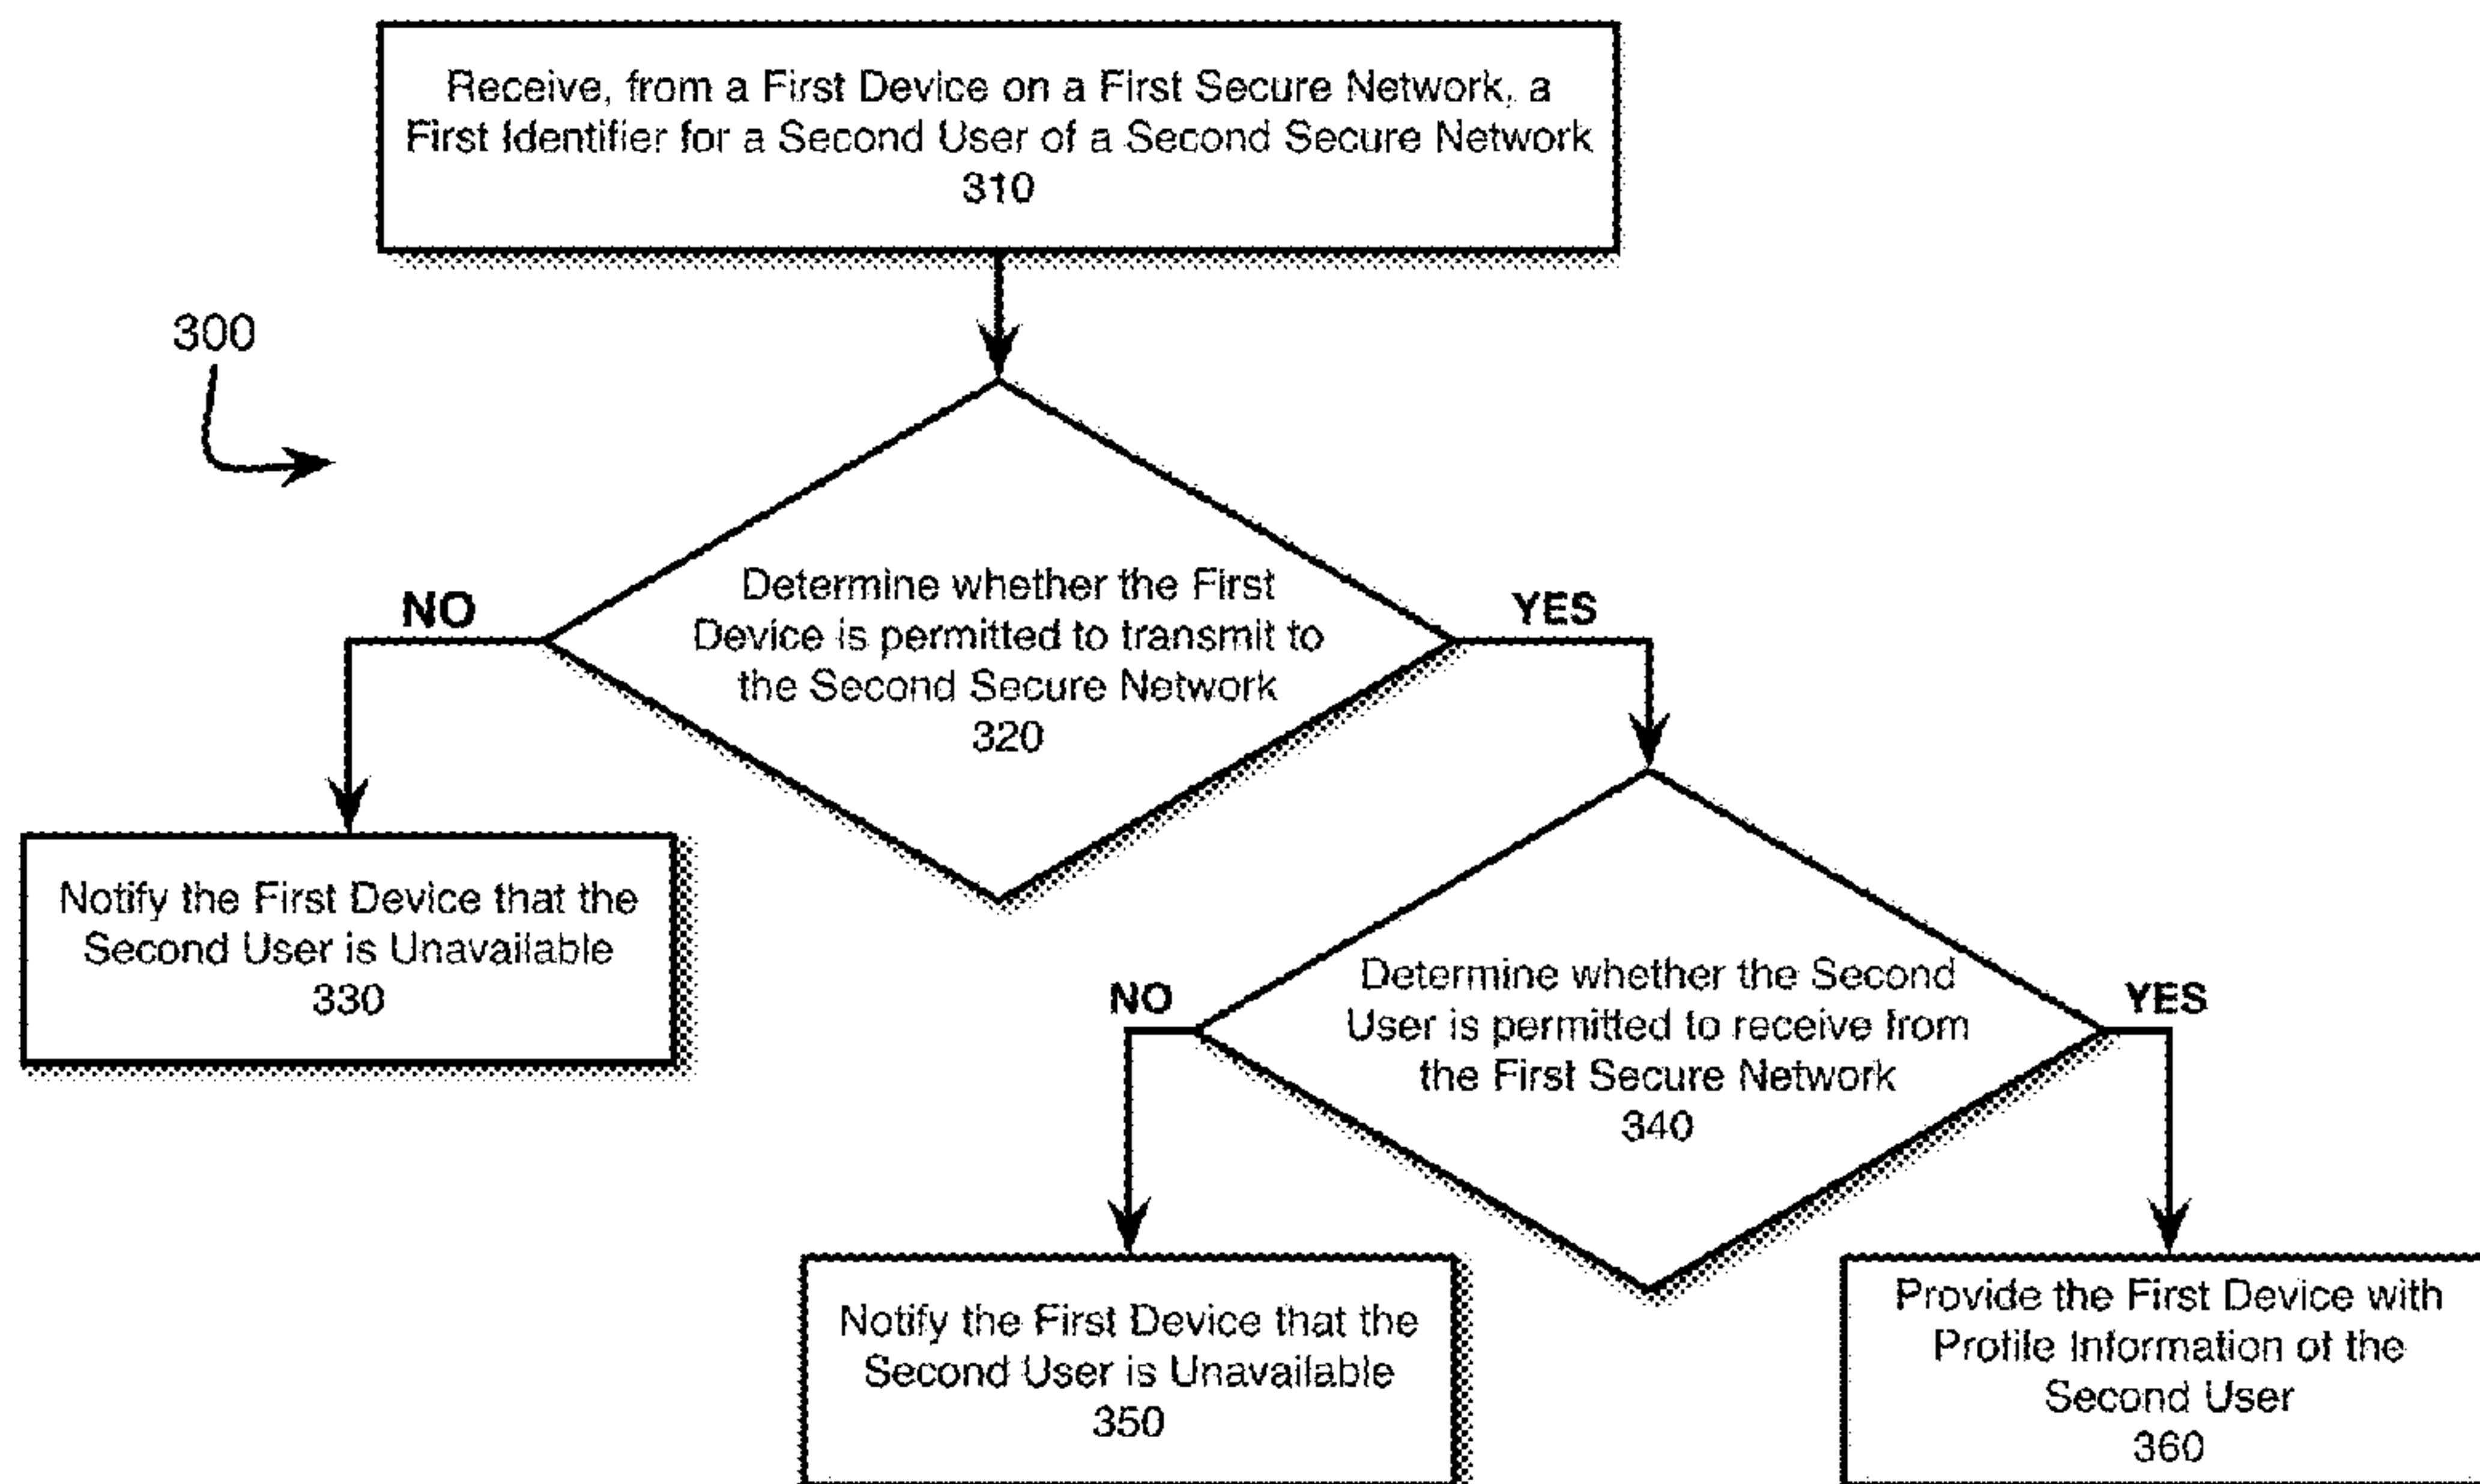 Receive, from a First Device on a First Secure Network, a
First Identifier for a Second User of a Second Secure Network
310
300
Determine whether the First
Device is permitted to transmit to
the Second Secure Network
320
NO
YES
Notify the First Device that the
Second User is Unavailable
330
Determine whether the Second
User is permitted to receive from
the First Secure Network
340
NO
YES
Notify the First Device that the
Second User is Unavailable
350
Provide the First Device with
Profile Information of the
Second User
360